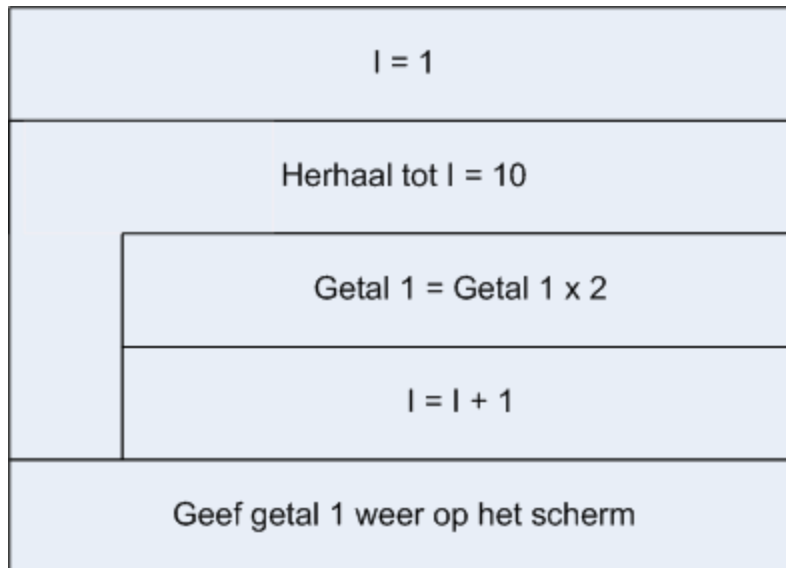 I = 1
Herhaal tot I = 10
Getal 1 = Getal 1 x 2
I = I + 1
Geef getal 1 weer op het scherm